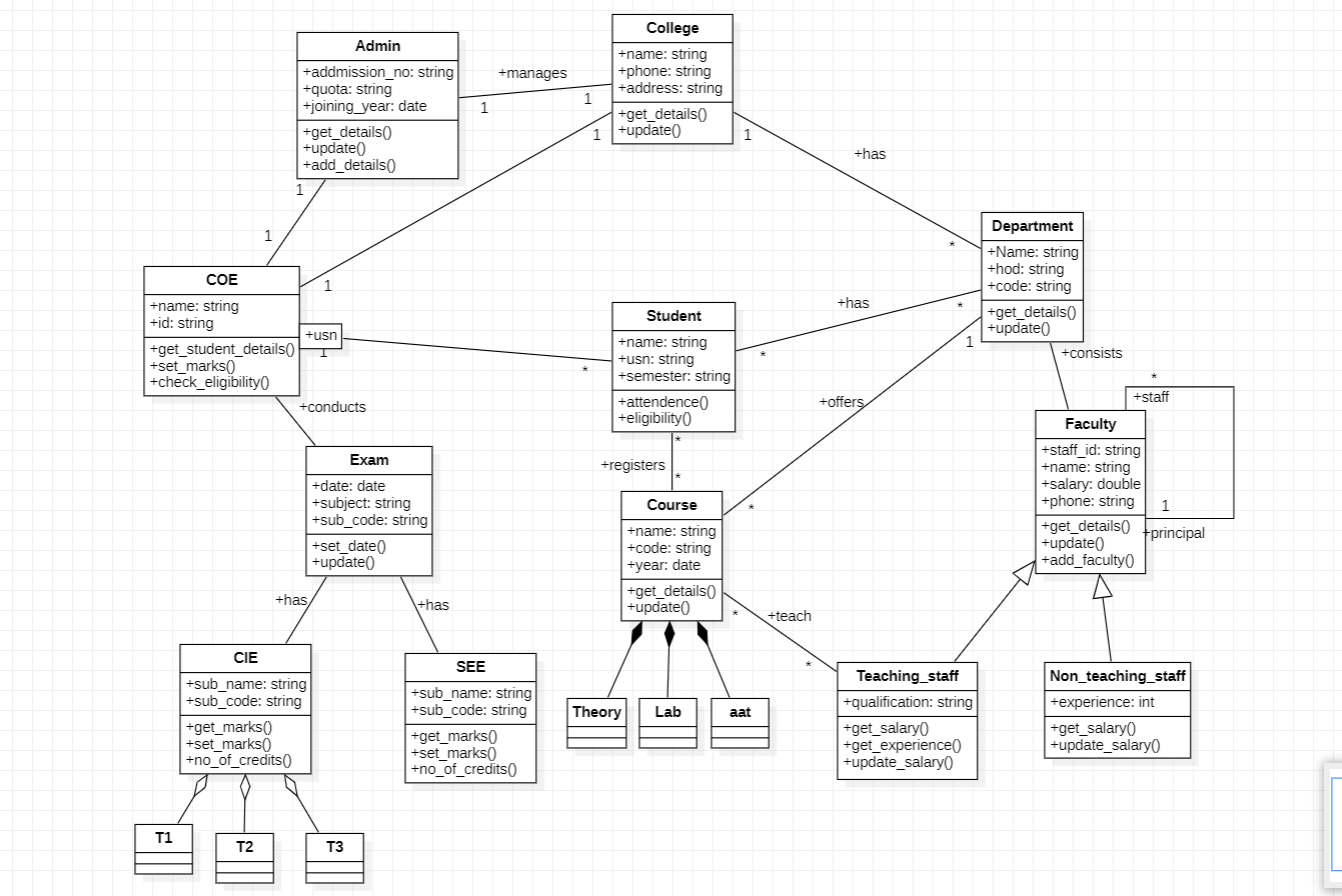 College
+name: string
+phone: string
+address: string
+get_details()
+update()
Admin
+addmission_no: string
+quota: string
+joining_year: date
+get_details()
+update()
+add_details()
+manages
1
1
1
1
+has
1
1
*
1
1
Department
+Name: string
+hod: string
+code: string
+get_details()
+update()
COE
+name: string
+id: string
+get_student_details()
+set_marks()
+check_eligibility()
+usn
1
*
Student
+name: string
+usn: string
+semester: string
+attendence()
+eligibility()
+has
*
*
1
+offers
*
+consists
*
+staff
Faculty
+staff_id: string
+name: string
+salary: double
+phone: string
+get_details()
+update()
+add_faculty()
1
+principal
+conducts
Exam
+date: date
+subject: string
+sub_code: string
+set_date()
+update()
*
+registers
*
Course
+name: string
+code: string
+year: date
+get_details()
+update()
*
+teach
*
+has
+has
CIE
+sub_name: string
+sub_code: string
+get_marks()
+set_marks()
+no_of_credits()
SEE
+sub_name: string
+sub_code: string
+get_marks()
+set_marks()
+no_of_credits()
Theory
Lab
aat
Teaching_staff
+qualification: string
+get_salary()
+get_experience()
+update_salary()
Non_teaching_staff
+experience: int
+get_salary()
+update_salary()
T1
T2
T3